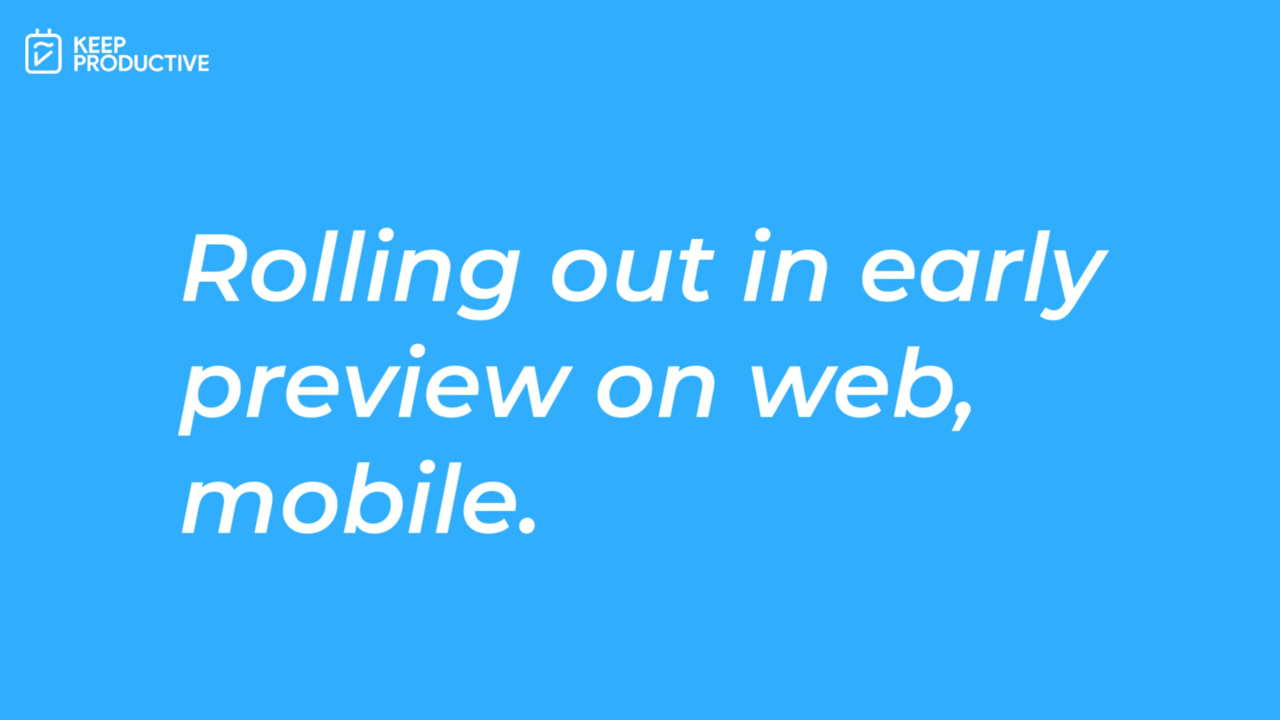 KEEP
PRODUCTIVE
Rolling out in early
preview on web,
mobile.